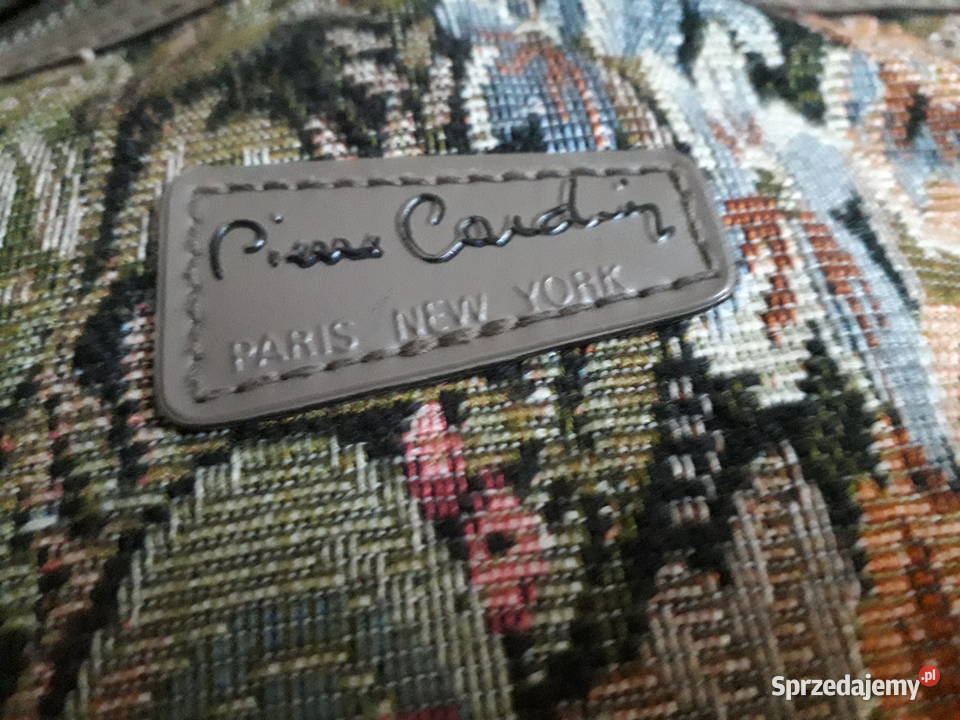 Pierre Cardin
PARIS NEW YORK
Sprzedajemy.pl